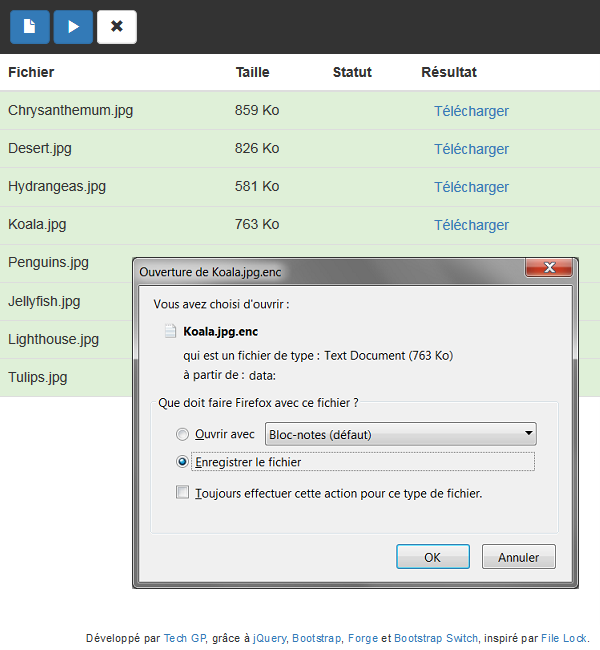 Fichier Taille Statut Résultat
Chrysanthemum.jpg 859 Ko Télécharger
Desert.jpg 826 Ko Télécharger
Hydrangeas.jpg 581 Ko Télécharger
Koala.jpg 763 Ko Télécharger
Penguins.jpg
Jellyfish.jpg
Lighthouse.jpg
Tulips.jpg
Ouverture de Koala.jpg.enc
Vous avez choisi d'ouvrir :
Koala.jpg.enc
qui est un fichier de type : Text Document (763 Ko)
à partir de : data:
Que doit faire Firefox avec ce fichier ?
Ouvrir avec Bloc-notes (défaut)
Enregistrer le fichier
Toujours effectuer cette action pour ce type de fichier.
OK Annuler
Développé par Tech GP, grâce à jQuery, Bootstrap, Forge et Bootstrap Switch, inspiré par File Lock.